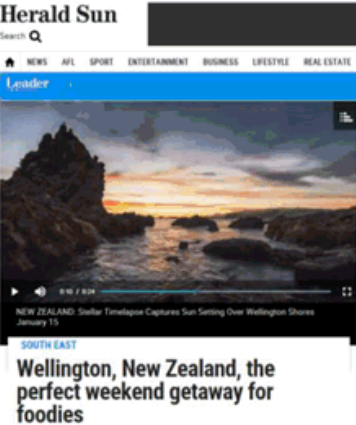 Herald Sun
Search
NEWS AFL SPORT ENTERTAINMENT BUSINESS LIFESTYLE REAL ESTATE
Leader
0:10 / 0:24
NEW ZEALAND: Stellar Timelapse Captures Sun Setting Over Wellington Shores
January 15
SOUTH EAST
Wellington, New Zealand, the
perfect weekend getaway for
foodies